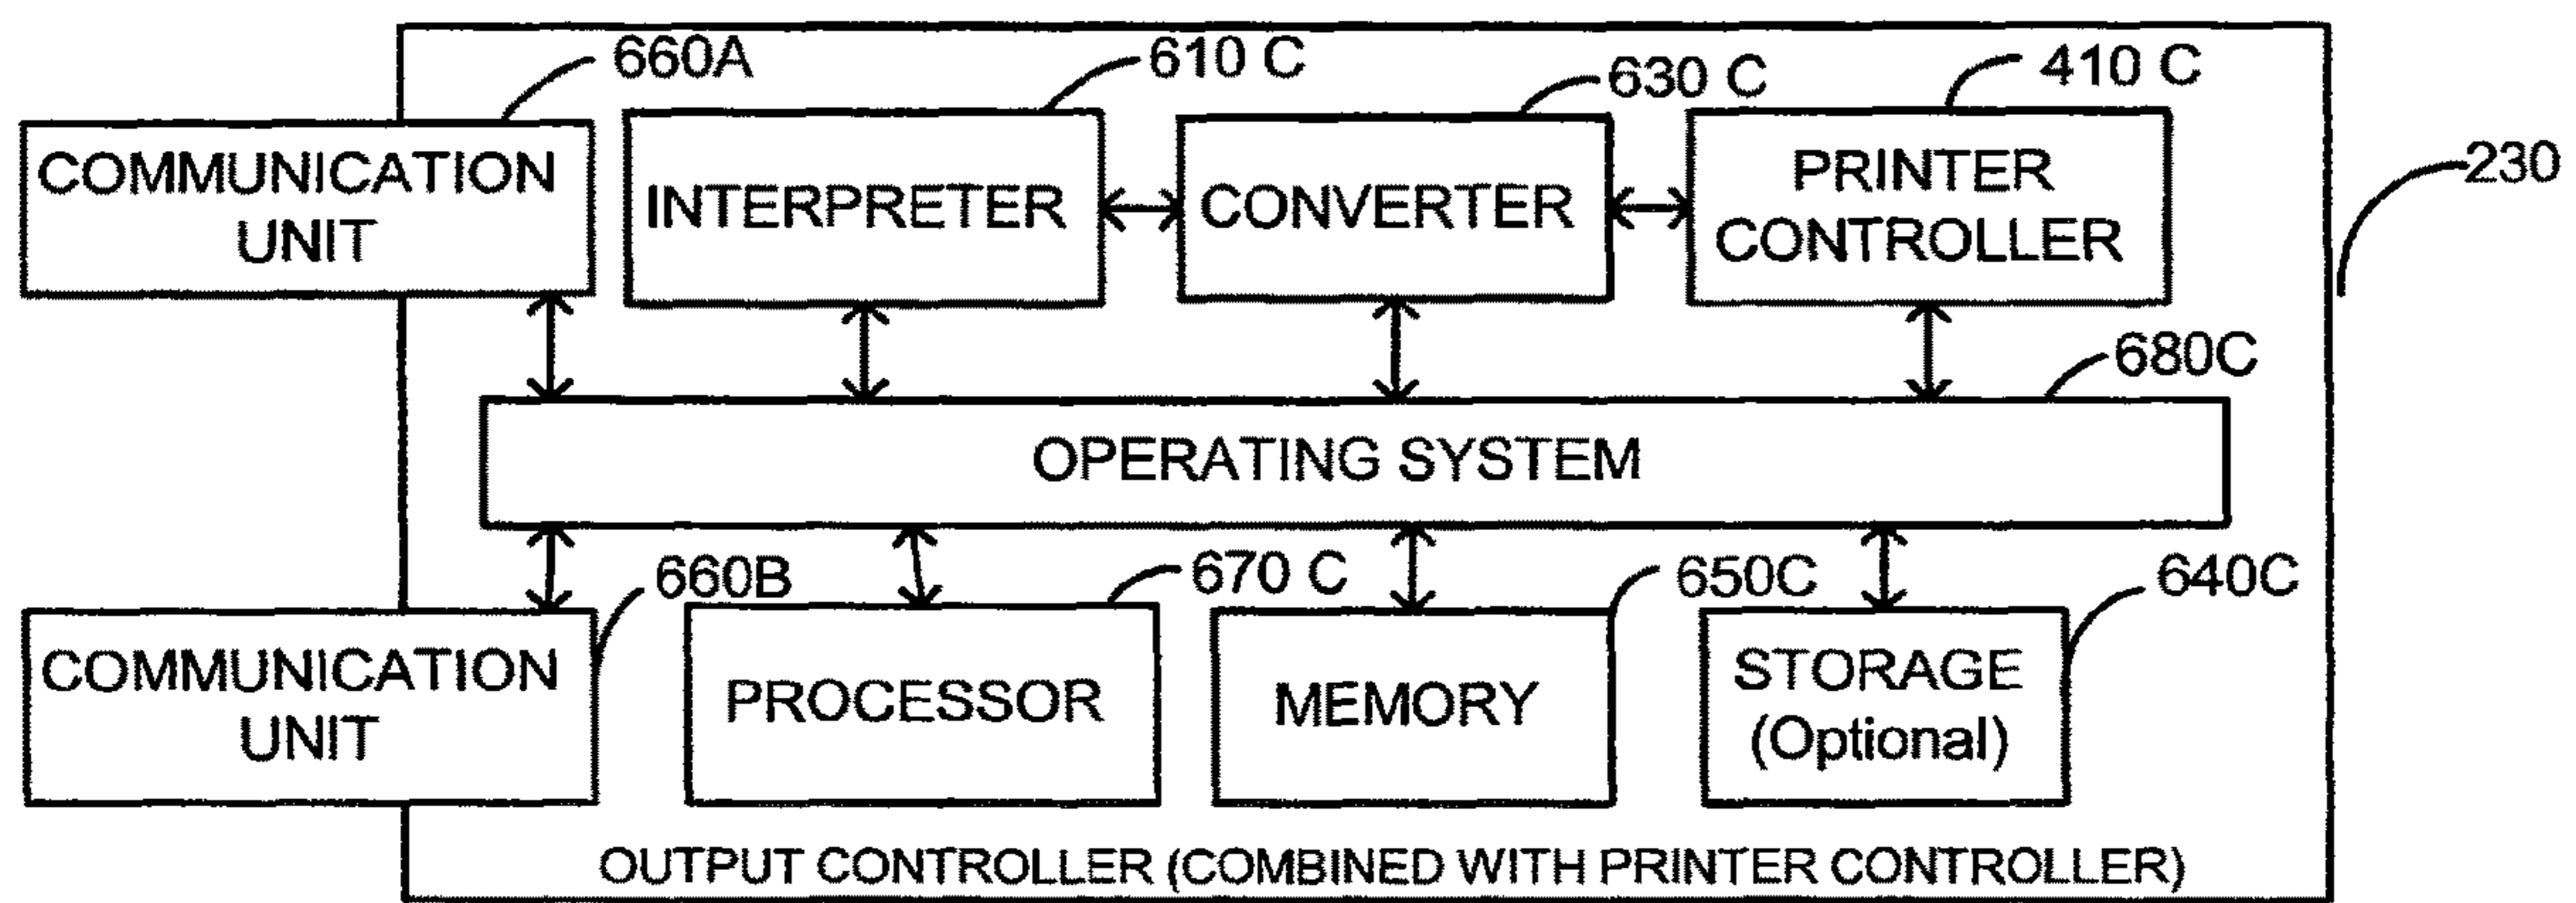 660A
610 C
630 C
410 C
COMMUNICATION
UNIT
INTERPRETER
CONVERTER
PRINTER
CONTROLLER
230
680C
OPERATING SYSTEM
660B
670 C
650C
640C
COMMUNICATION
UNIT
PROCESSOR
MEMORY
STORAGE
(Optional)
OUTPUT CONTROLLER (COMBINED WITH PRINTER CONTROLLER)